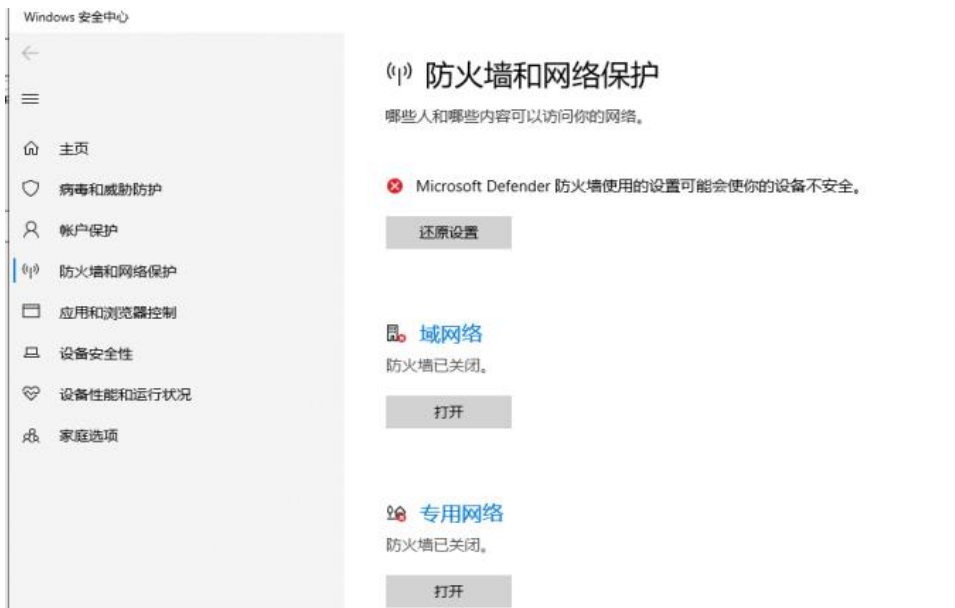 Windows 安全中心
主页
病毒和威胁防护
帐户保护
防火墙和网络保护
应用和浏览器控制
设备安全性
设备性能和运行状况
家庭选项
防火墙和网络保护
哪些人和哪些内容可以访问你的网络。
Microsoft Defender 防火墙使用的设置可能会使你的设备不安全。
还原设置
域网络
防火墙已关闭。
打开
专用网络
防火墙已关闭。
打开